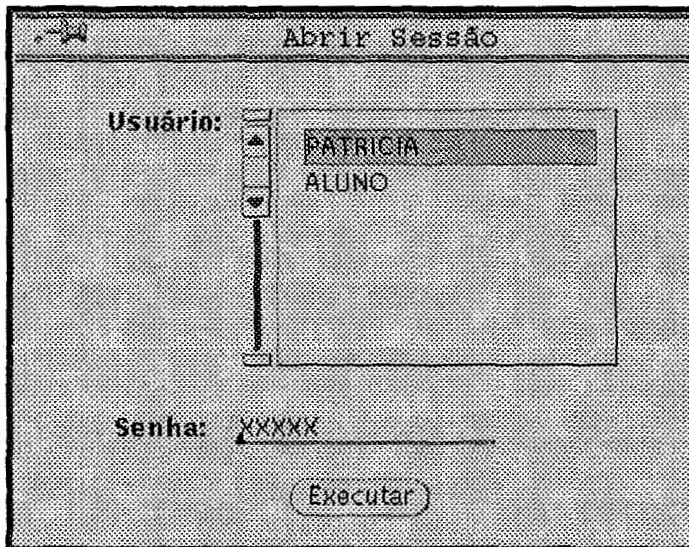 Abrir Sessão
Usuário:
PATRICIA
ALUNO
Senha: XXXXX
Executar